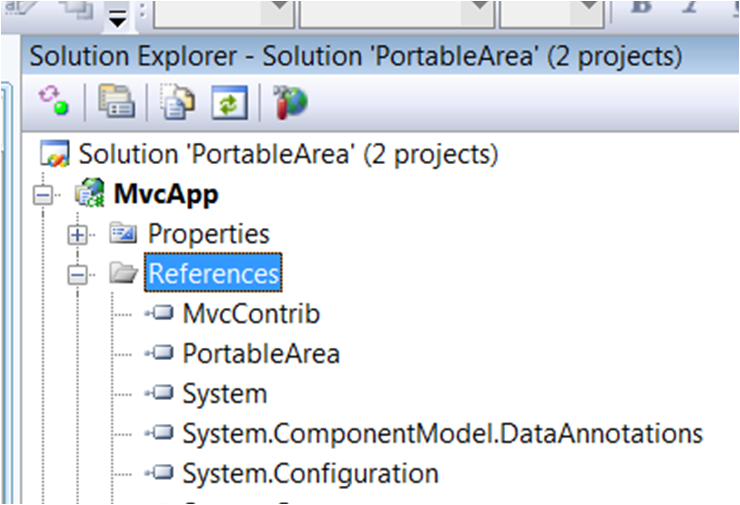 Solution Explorer - Solution 'PortableArea' (2 projects)
Solution 'PortableArea' (2 projects)
MvcApp
Properties
References
MvcContrib
PortableArea
System
System.ComponentModel.DataAnnotations
System.Configuration